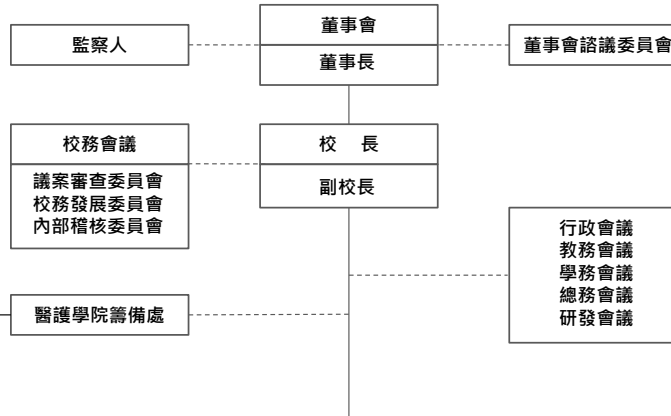 董事會
監察人
董事會諮議委員會
董事長
校務會議
校　長
議案審查委員會
校務發展委員會
內部稽核委員會
副校長
行政會議
教務會議
學務會議
總務會議
研發會議
醫護學院籌備處